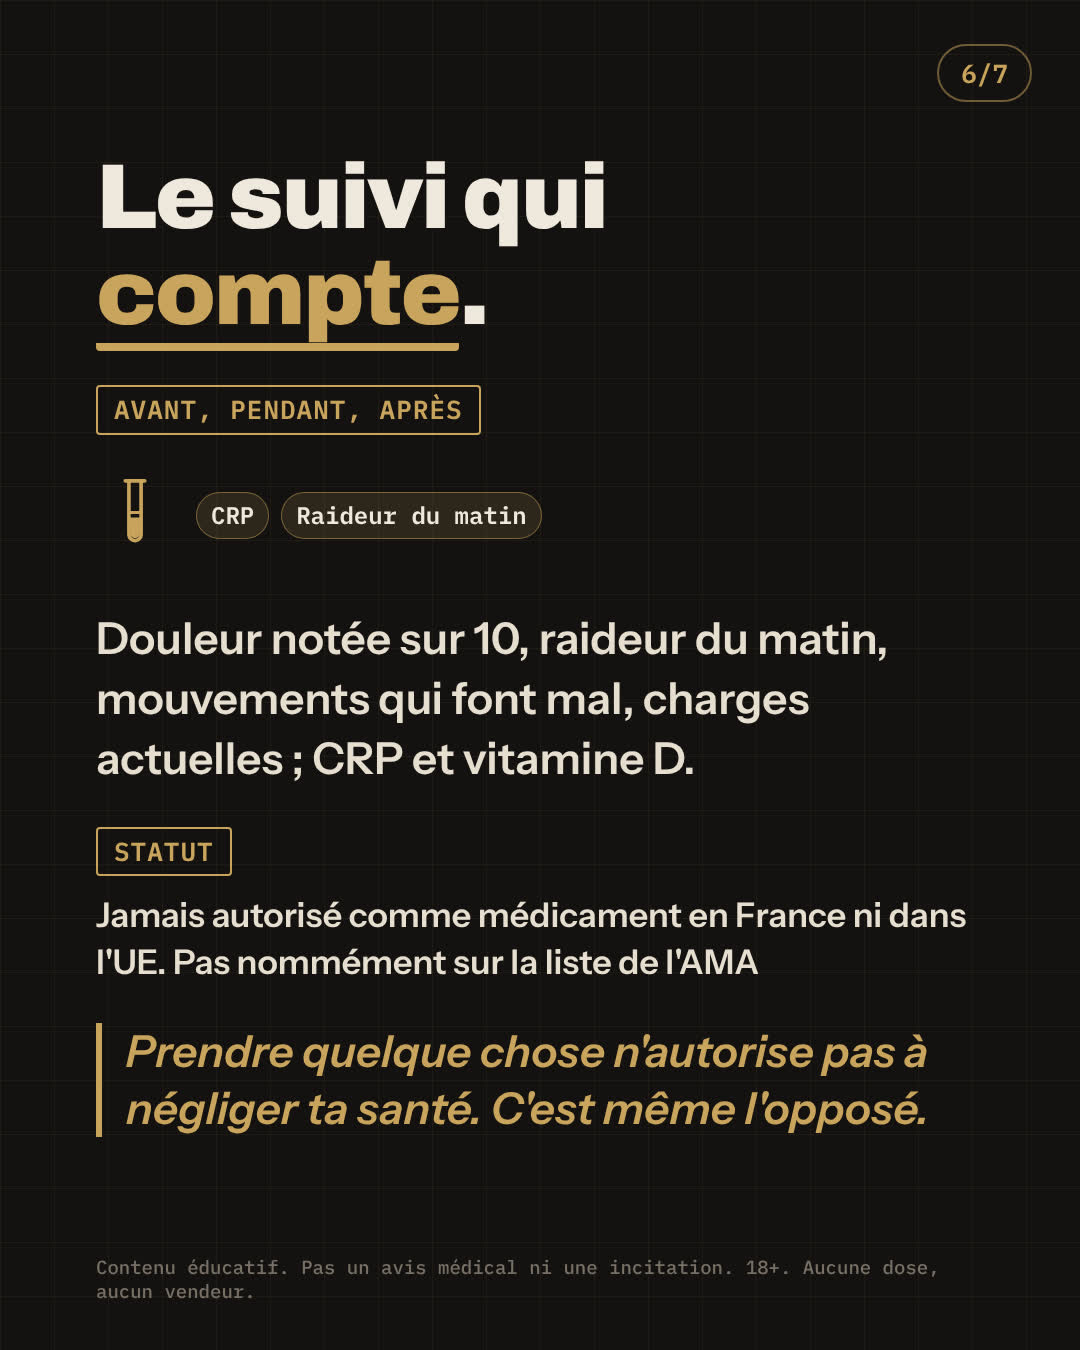 6/7
Le suivi qui
compte.
AVANT, PENDANT, APRÈS
CRP
Raideur du matin
Douleur notée sur 10, raideur du matin,
mouvements qui font mal, charges
actuelles ; CRP et vitamine D.
STATUT
Jamais autorisé comme médicament en France ni dans
l'UE. Pas nommément sur la liste de l'AMA
Prendre quelque chose n'autorise pas à
négliger ta santé. C'est même l'opposé.
Contenu éducatif. Pas un avis médical ni une incitation. 18+. Aucune dose,
aucun vendeur.